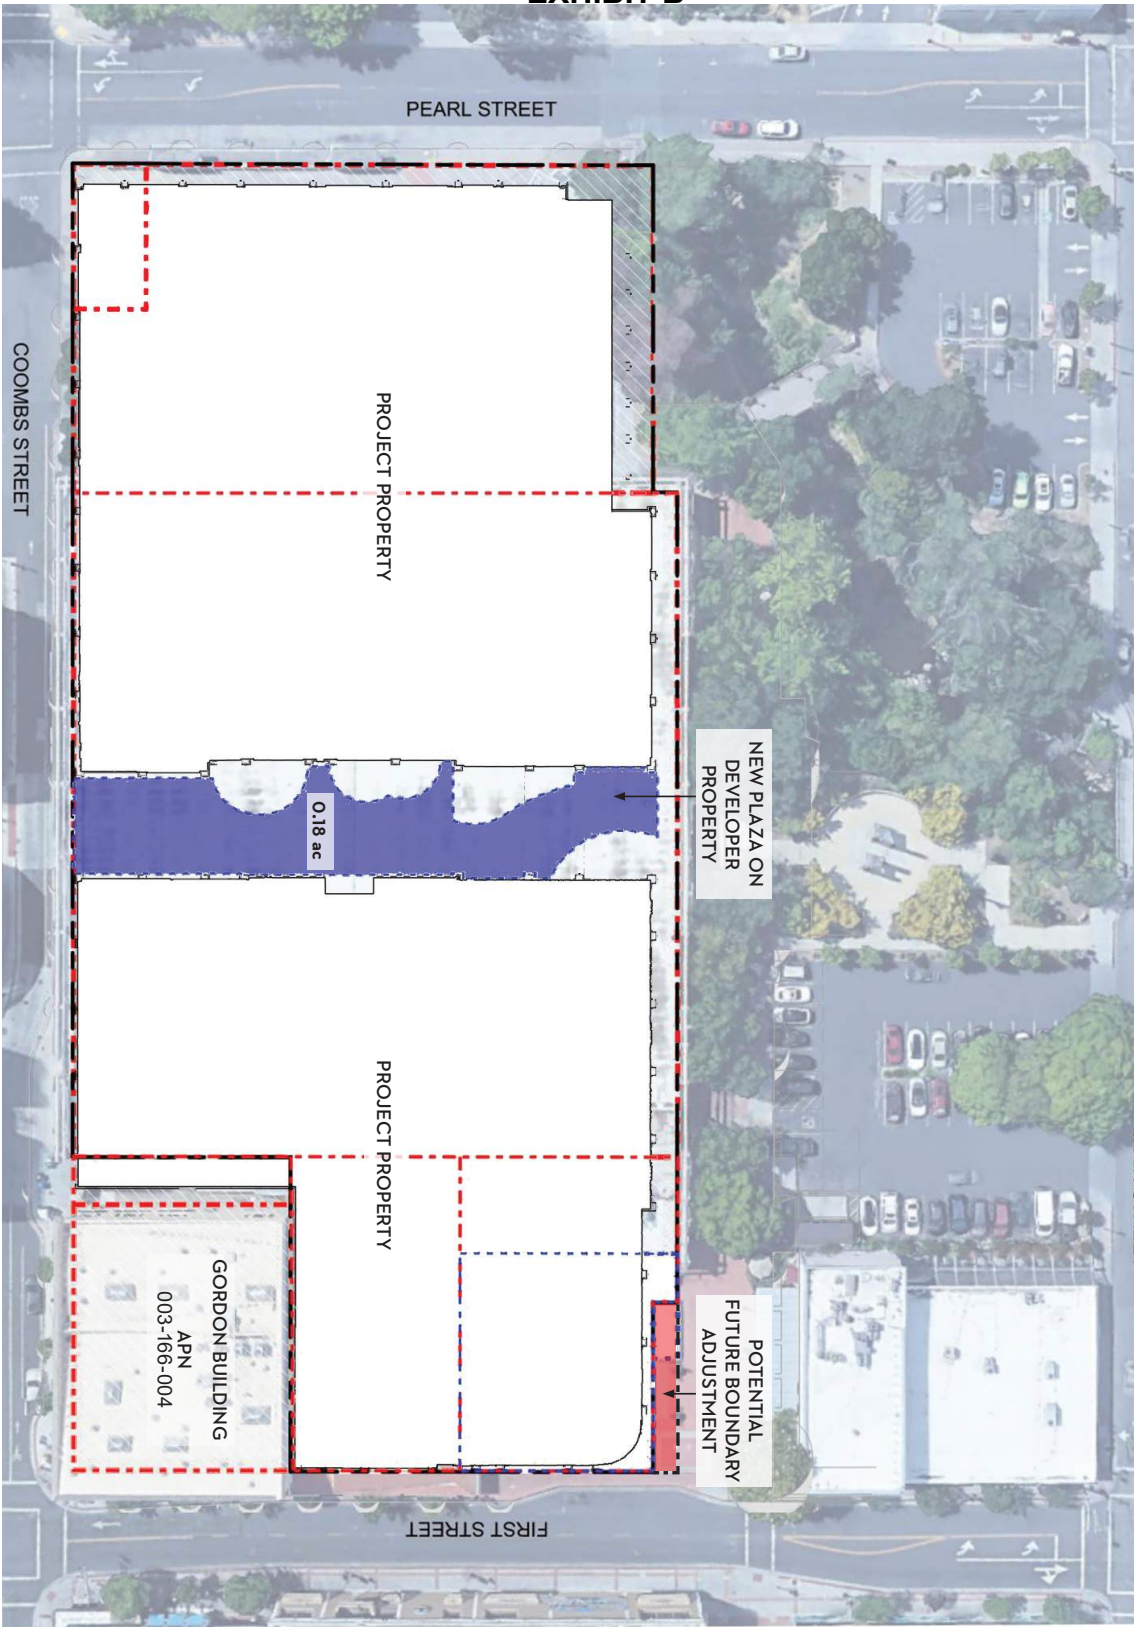 PEARL STREET
COOMBS STREET
PROJECT PROPERTY
NEW PLAZA ON
DEVELOPER
PROPERTY
0.18 ac
PROJECT PROPERTY
GORDON BUILDING
APN
003-166-004
POTENTIAL
FUTURE BOUNDARY
ADJUSTMENT
FIRST STREET